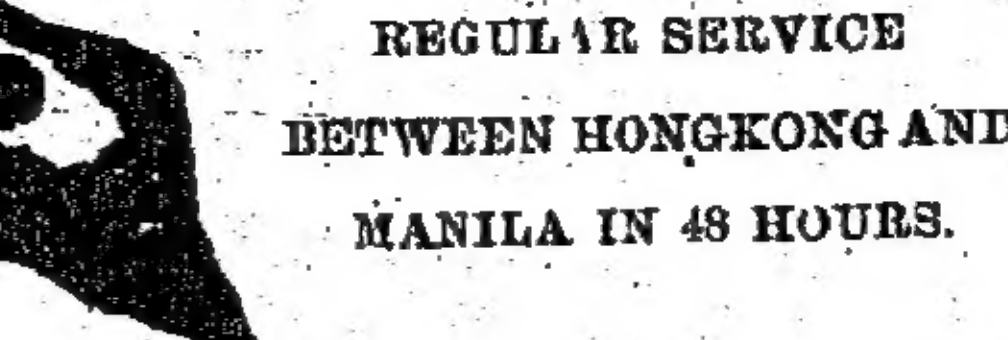 REGULAR SERVICE
BETWEEN HONGKONG AND
MANILA IN 48 HOURS.